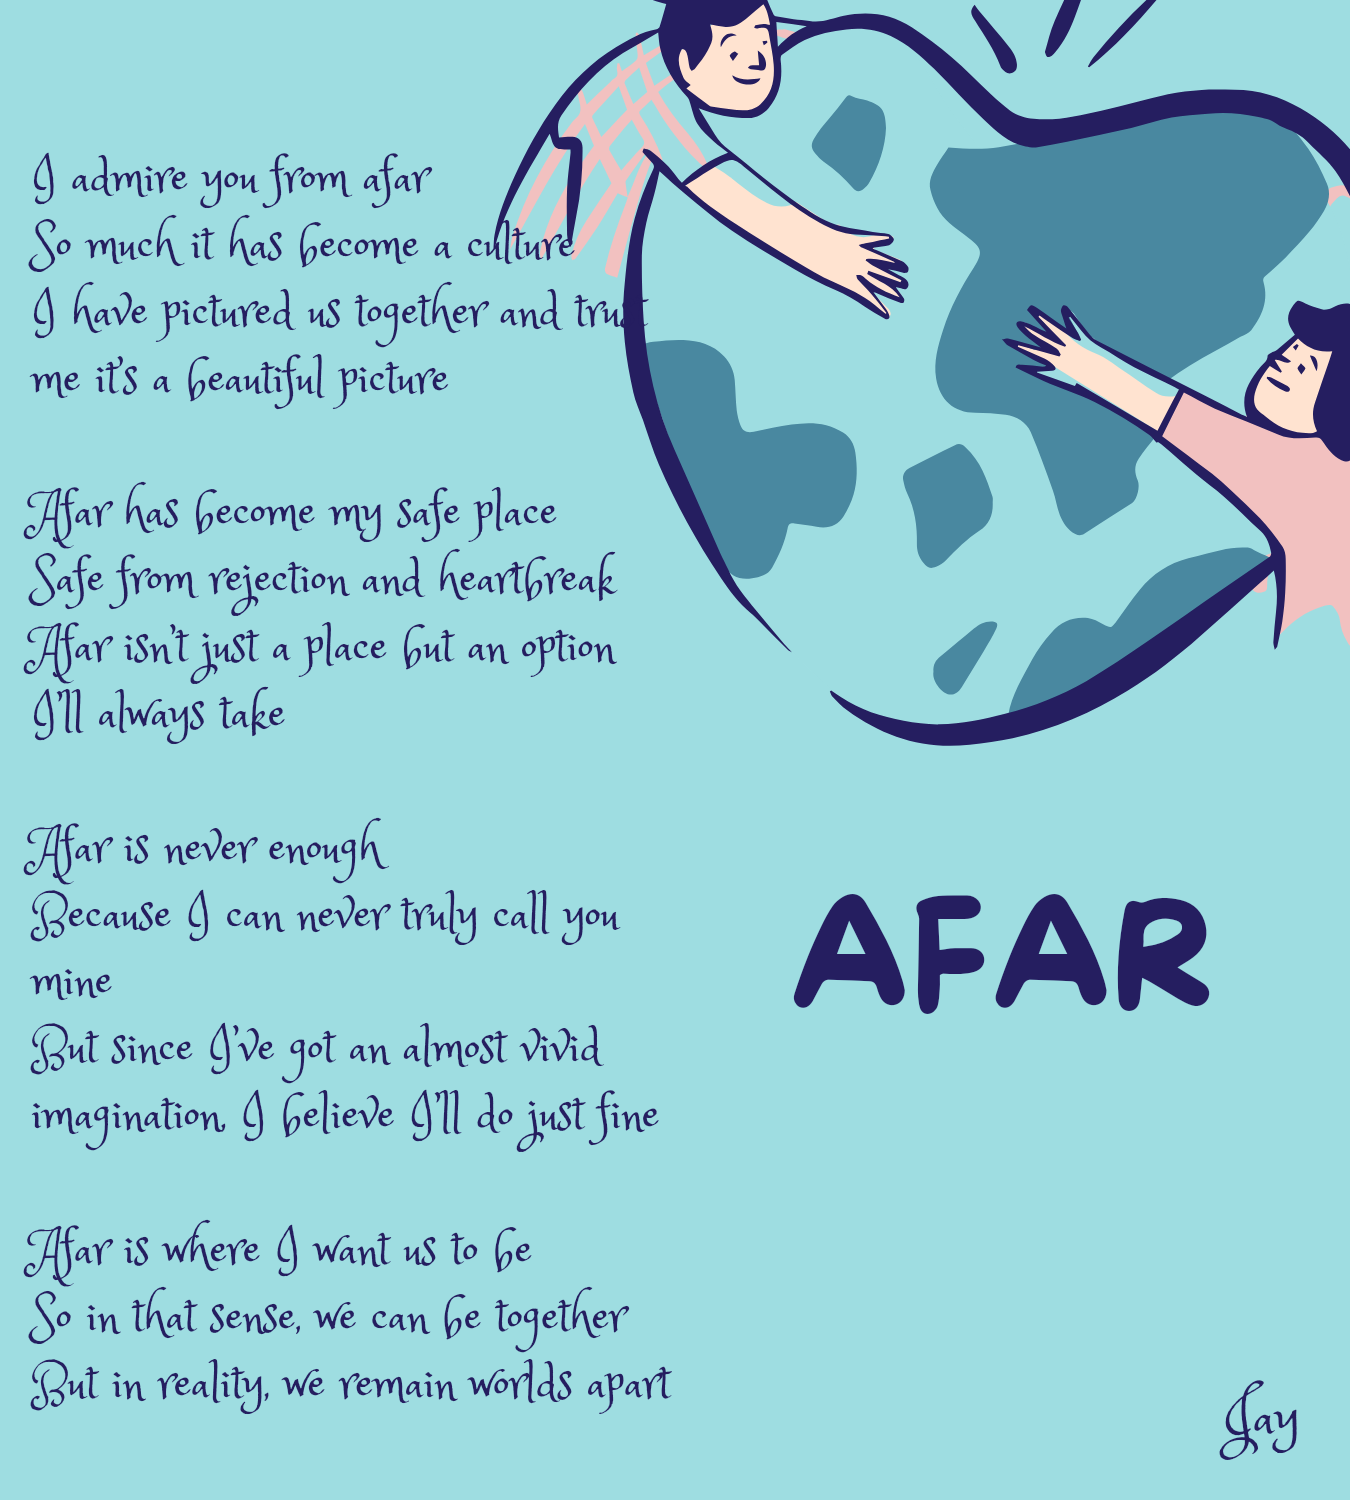 I admire you from afar
So much it has become a culture
I have pictured us together and trust
me it's a beautiful picture
Afar has become my safe place
Safe from rejection and heartbreak
Afar isn't just a place but an option
I'll always take
Afar is never enough
Because I can never truly call you
mine
But since I've got an almost vivid
imagination, I believe I'll do just fine
Afar is where I want us to be
So in that sense, we can be together
But in reality, we remain worlds apart
AFAR
Jay